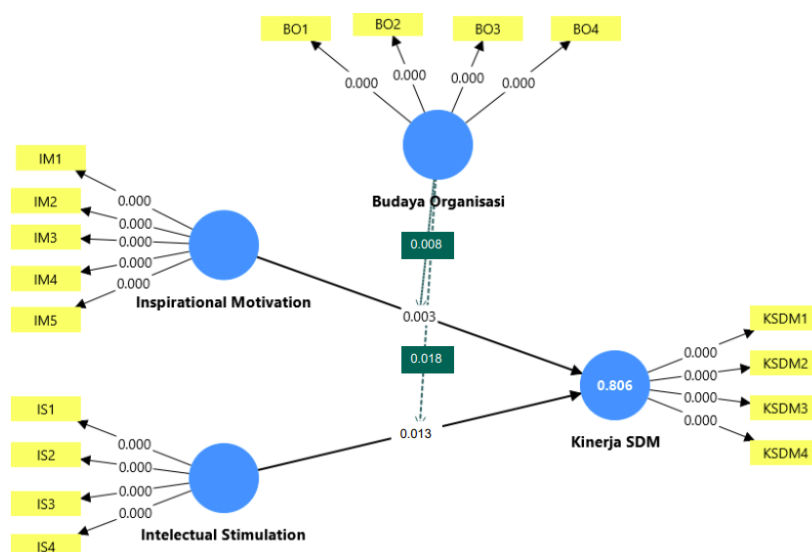 BO1
BO2
BO3
BO4
0.000
0.000
0.000
0.000
Budaya Organisasi
IM1
IM2
IM3
IM4
IM5
0.000
0.000
0.000
0.000
0.000
Inspirational Motivation
0.008
0.003
0.018
0.013
IS1
IS2
IS3
IS4
0.000
0.000
0.000
0.000
Intelectual Stimulation
0.806
Kinerja SDM
0.000
0.000
0.000
0.000
KSDM1
KSDM2
KSDM3
KSDM4